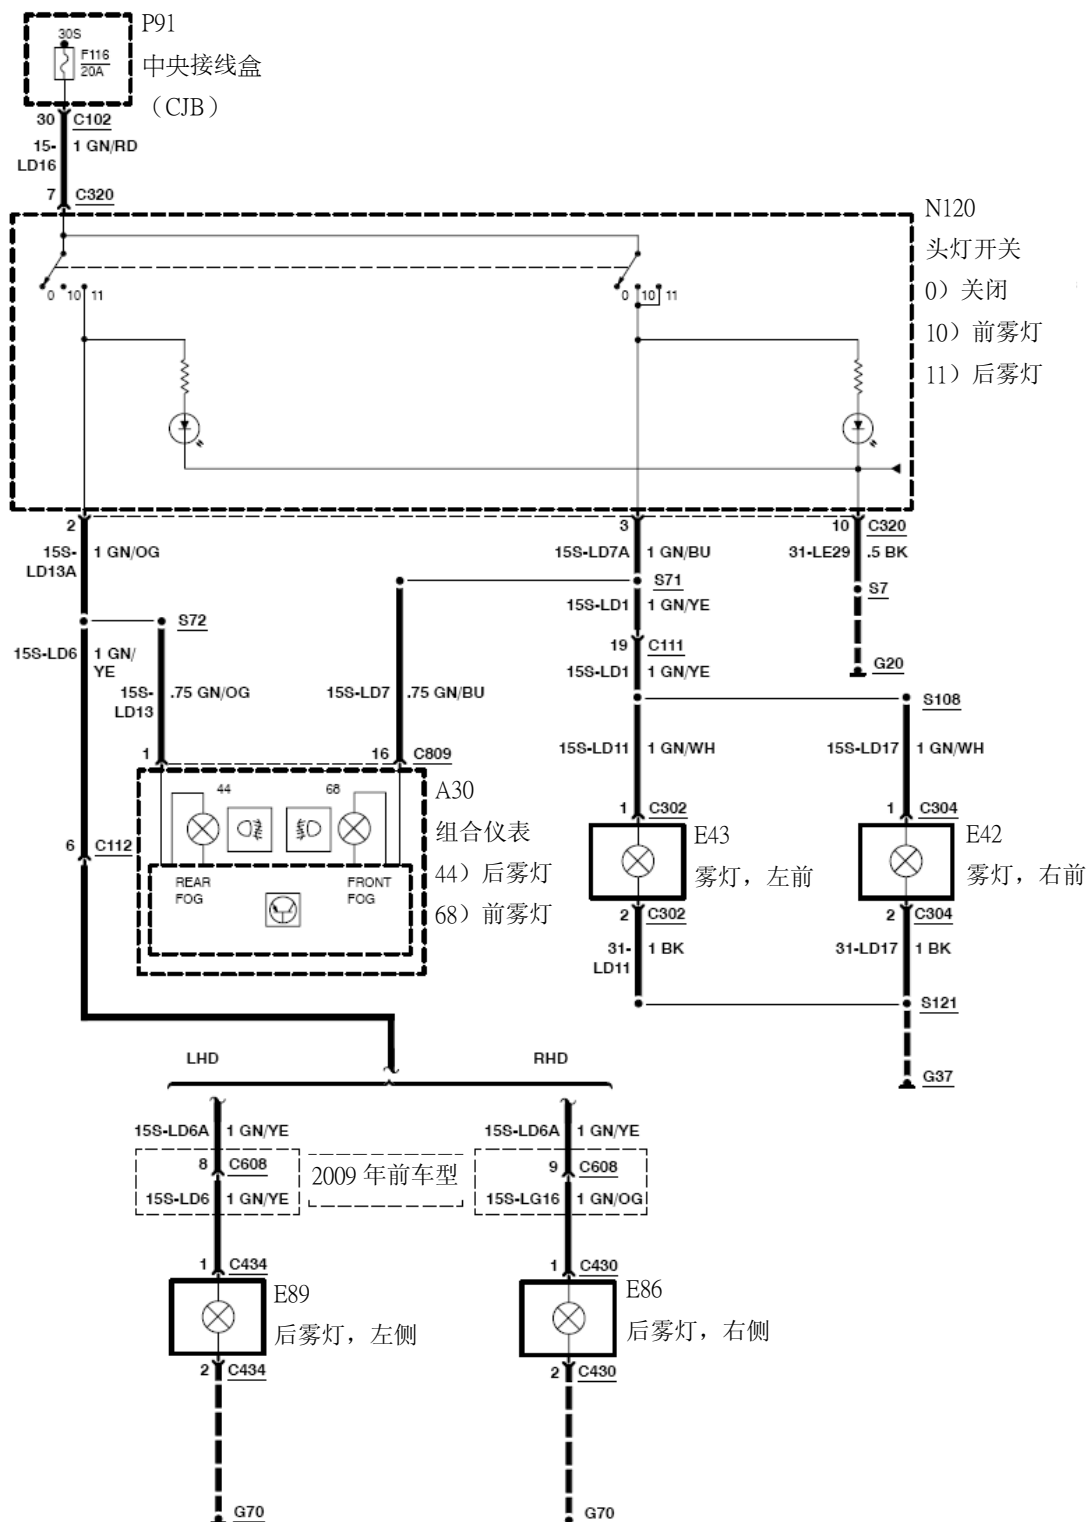 P91
30S
F116
20A
中央接线盒
（CJB）
30 C102
15-
LD16
1 GN/RD
7 C320
N120
头灯开关
0）关闭
10）前雾灯
11）后雾灯
0 10 11
0 10 11
2
3
10 C320
15S-
LD13A
1 GN/OG
15S-LD7A 1 GN/BU
31-LE29 .5 BK
S71
S7
15S-LD1 1 GN/YE
S72
19 C111
15S-LD6 1 GN/
YE
15S-LD1 1 GN/YE
G20
15S-
LD13
.75 GN/OG
15S-LD7 .75 GN/BU
S108
15S-LD11 1 GN/WH
15S-LD17 1 GN/WH
1
16 C809
44
68
A30
组合仪表
44）后雾灯
68）前雾灯
1 C302
1 C304
E43
雾灯，左前
E42
雾灯，右前
6 C112
REAR
FOG
FRONT
FOG
2 C302
2 C304
31-
LD11
1 BK
31-LD17 1 BK
S121
G37
LHD
RHD
15S-LD6A 1 GN/YE
15S-LD6A 1 GN/YE
8 C608
2009 年前车型
9 C608
15S-LD6 1 GN/YE
15S-LG16 1 GN/OG
1 C434
1 C430
E89
后雾灯，左侧
E86
后雾灯，右侧
2 C434
2 C430
G70
G70